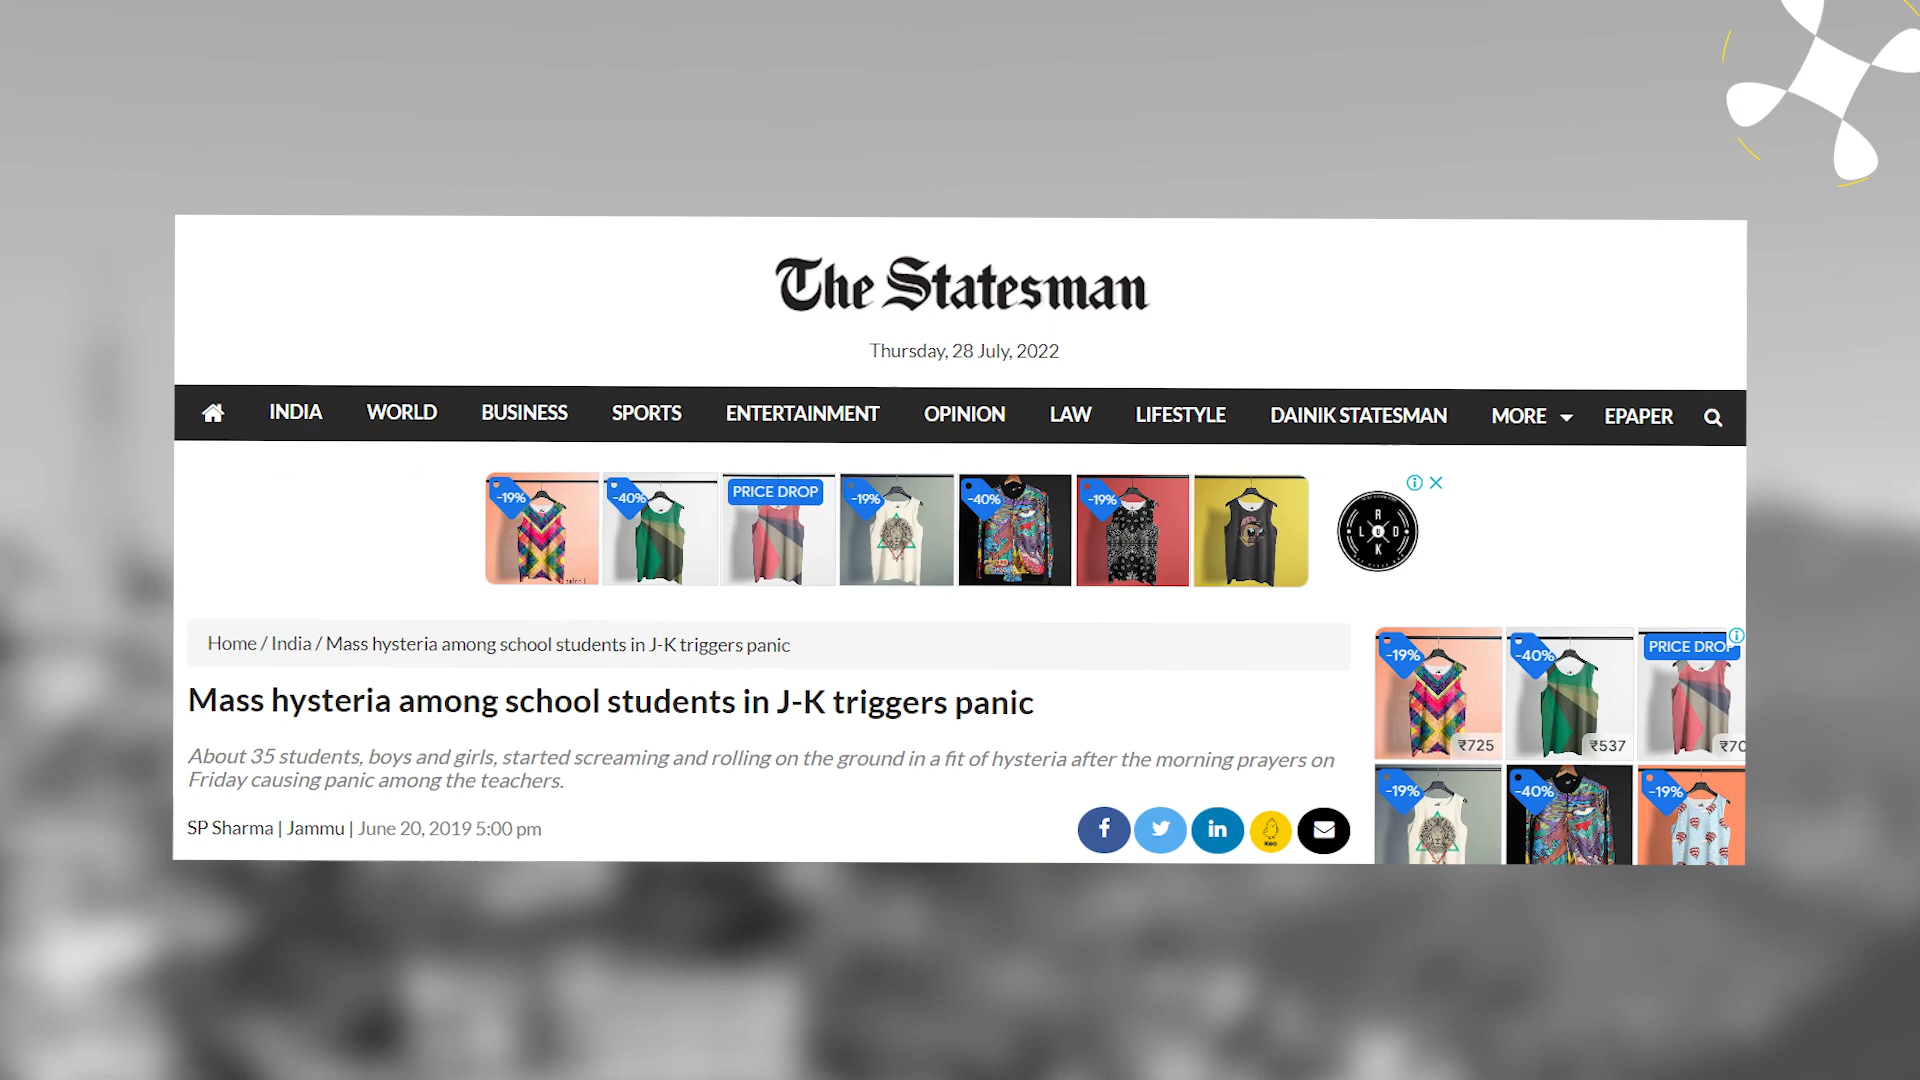 The Statesman
Thursday, 28 July, 2022
INDIA WORLD BUSINESS SPORTS ENTERTAINMENT OPINION LAW LIFESTYLE DAINIK STATESMAN MORE EPAPER
-19% -40% PRICE DROP -19% -40% -19%
R
L U D
K
Home / India / Mass hysteria among school students in J-K triggers panic
-19% -40% PRICE DROP
Mass hysteria among school students in J-K triggers panic
₹725 ₹537 ₹70
About 35 students, boys and girls, started screaming and rolling on the ground in a fit of hysteria after the morning prayers on
Friday causing panic among the teachers.
-19% -40% -19%
SP Sharma | Jammu | June 20, 2019 5:00 pm
f in Koo